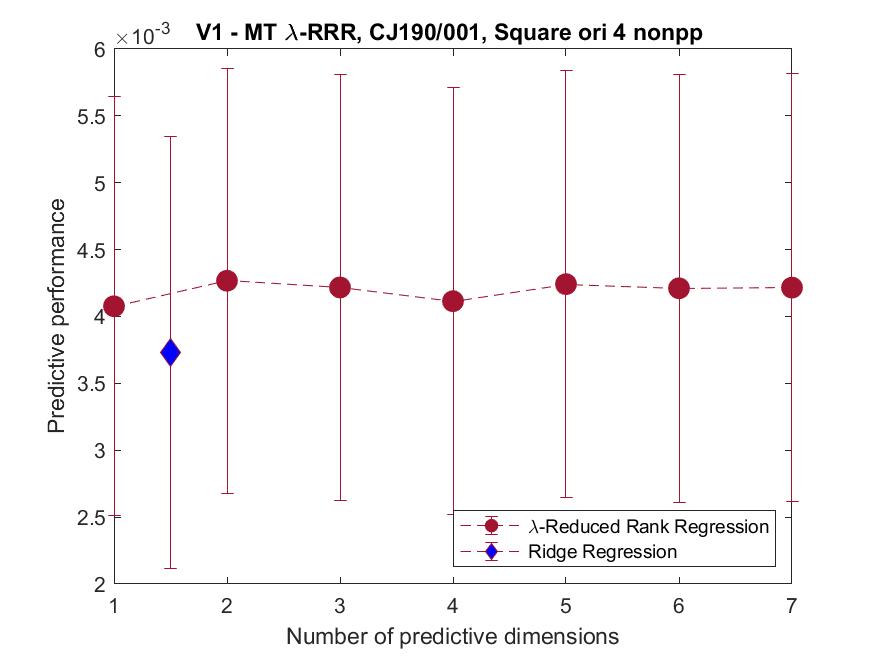 ×10-3
V1 - MT λ-RRR, CJ190/001, Square ori 4 nonpp
6
5.5
5
4.5
4
3.5
3
2.5
2
Predictive performance
1 2 3 4 5 6 7
Number of predictive dimensions
λ-Reduced Rank Regression
Ridge Regression